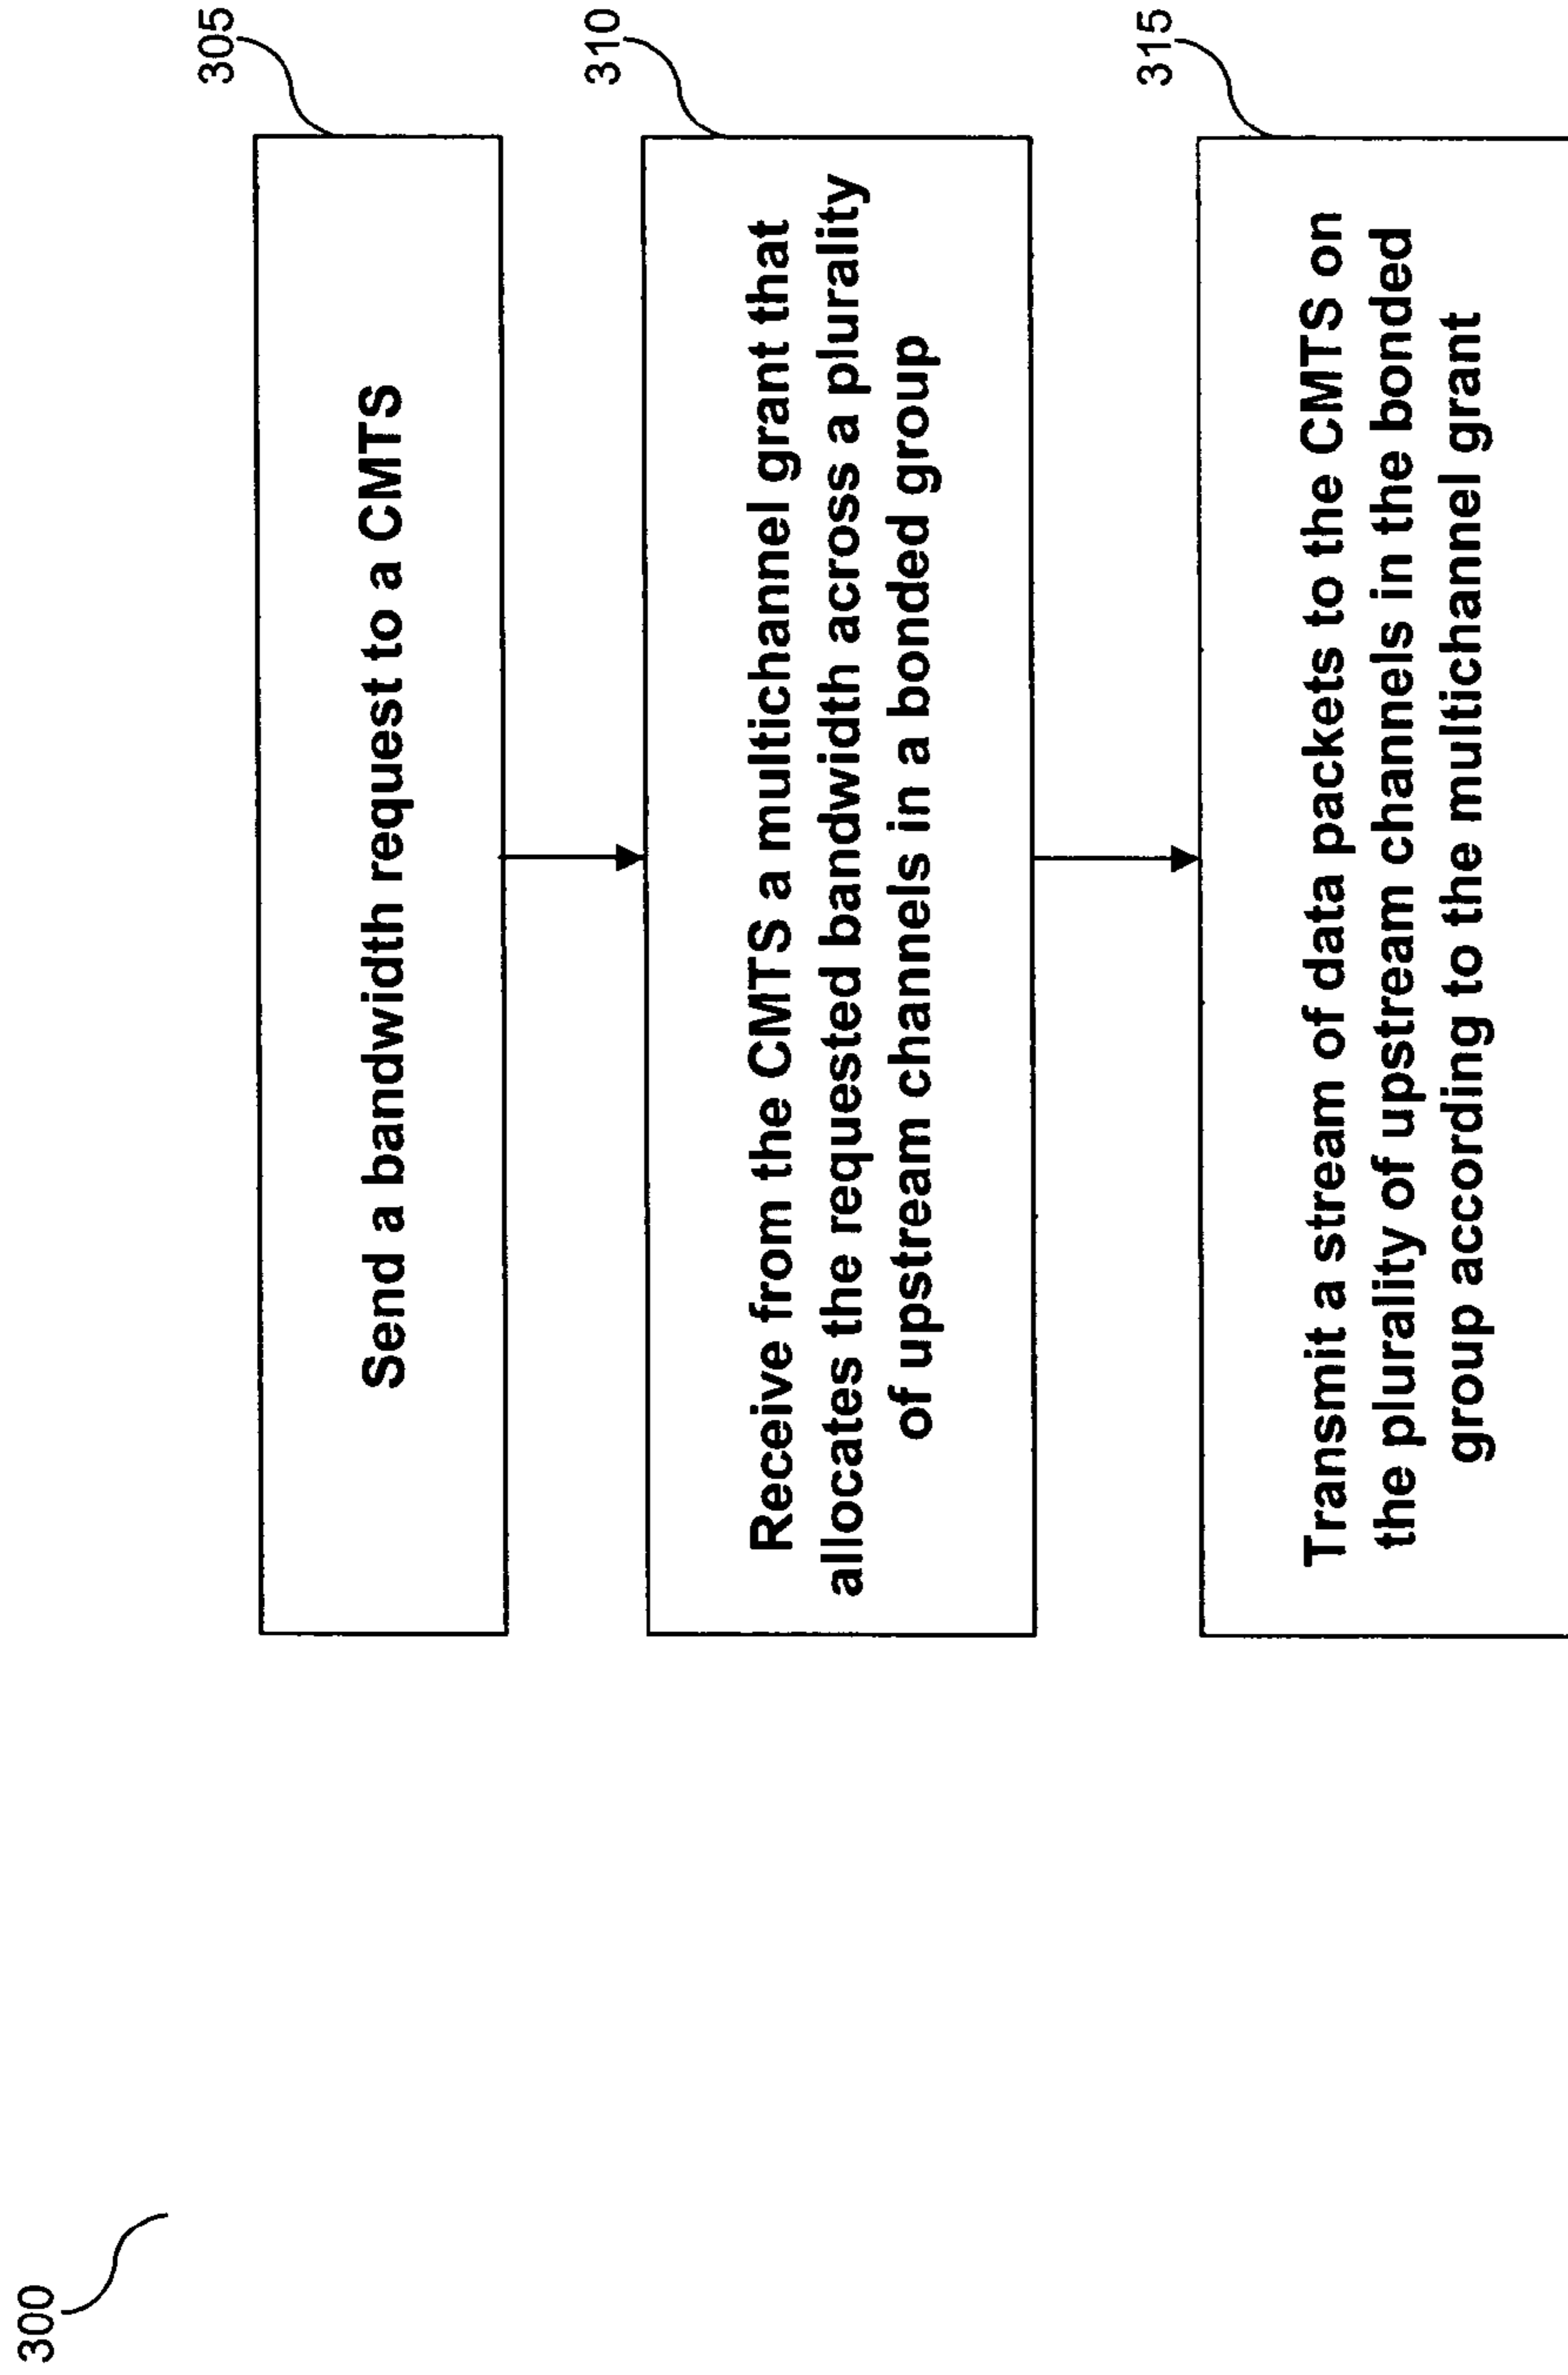 300
305
Send a bandwidth request to a CMTS
310
Receive from the CMTS a multichannel grant that
allocates the requested bandwidth across a plurality
of upstream channels in a bonded group
315
Transmit a stream of data packets to the CMTS on
the plurality of upstream channels in the bonded
group according to the multichannel grant